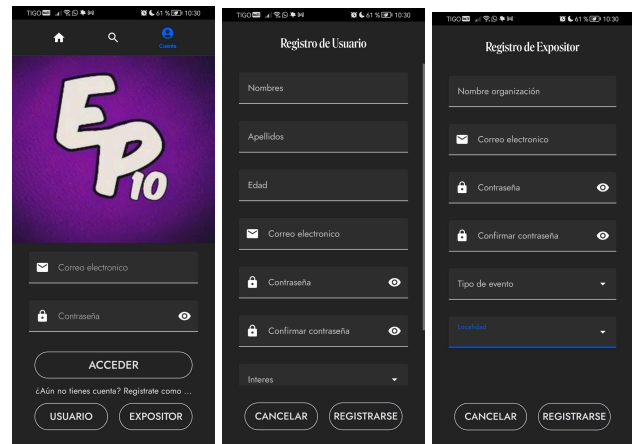 TIGO 61 % 10:30
Cuenta
EP10
Correo electronico
Contraseña
ACCEDER
¿Aún no tienes cuenta? Registrate como ...
USUARIO EXPOSITOR
TIGO 61 % 10:30
Registro de Usuario
Nombres
Apellidos
Edad
Correo electronico
Contraseña
Confirmar contraseña
Interes
CANCELAR REGISTRARSE
TIGO 61 % 10:30
Registro de Expositor
Nombre organización
Correo electronico
Contraseña
Confirmar contraseña
Tipo de evento
Localidad
CANCELAR REGISTRARSE